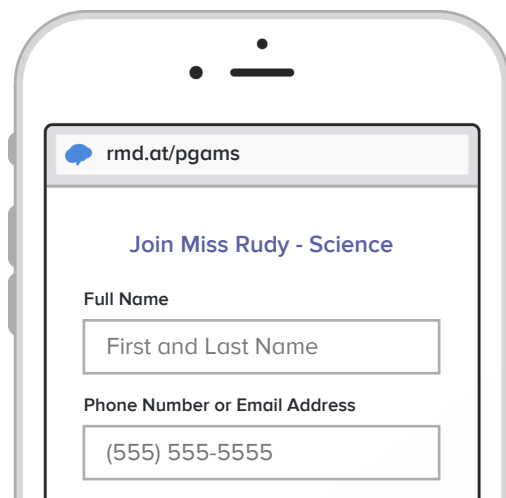 rmd.at/pgams
Join Miss Rudy - Science
Full Name
First and Last Name
Phone Number or Email Address
(555) 555-5555